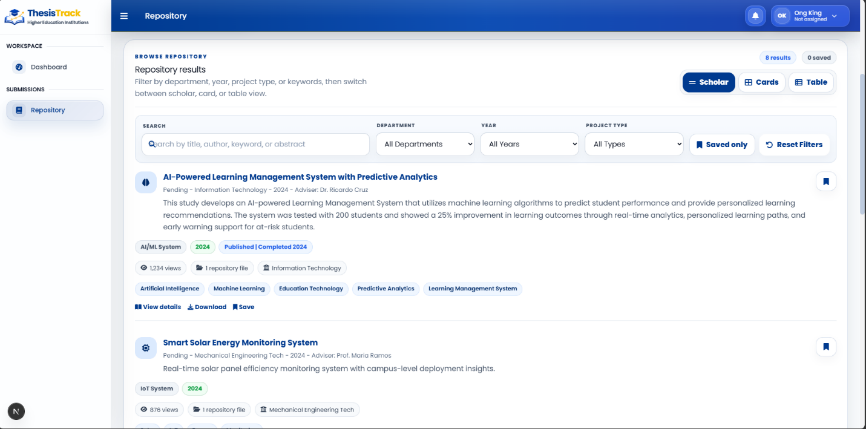 ThesisTrack
Higher Education Institutions
Repository
OK
Ong King
Not assigned
WORKSPACE
Dashboard
SUBMISSIONS
Repository
BROWSE REPOSITORY
8 results
0 saved
Repository results
Filter by department, year, project type, or keywords, then switch
between scholar, card, or table view.
Scholar
Cards
Table
SEARCH
DEPARTMENT
YEAR
PROJECT TYPE
Search by title, author, keyword, or abstract
All Departments
All Years
All Types
Saved only
Reset Filters
AI-Powered Learning Management System with Predictive Analytics
Pending - Information Technology - 2024 - Adviser: Dr. Ricardo Cruz
This study develops an AI-powered Learning Management System that utilizes machine learning algorithms to predict student performance and provide personalized learning
recommendations. The system was tested with 200 students and showed a 25% improvement in learning outcomes through real-time analytics, personalized learning paths, and
early warning support for at-risk students.
AI/ML System
2024
Published | Completed 2024
1,234 views
1 repository file
Information Technology
Artificial Intelligence
Machine Learning
Education Technology
Predictive Analytics
Learning Management System
View details
Download
Save
Smart Solar Energy Monitoring System
Pending - Mechanical Engineering Tech - 2024 - Adviser: Prof. Maria Ramos
Real-time solar panel efficiency monitoring system with campus-level deployment insights.
IoT System
2024
876 views
1 repository file
Mechanical Engineering Tech
N